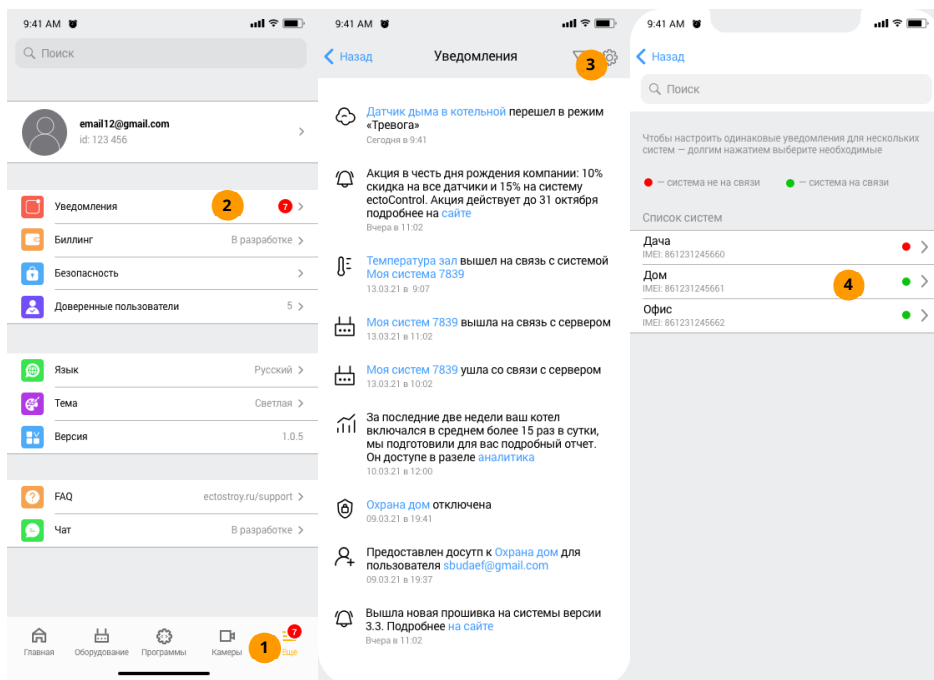 9:41 AM
Поиск
email12@gmail.com
id: 123 456
Уведомления
2
7
Биллинг
В разработке
Безопасность
Доверенные пользователи
5
Язык
Русский
Тема
Светлая
Версия
1.0.5
FAQ
ectostroy.ru/support
Чат
В разработке
7
1
Главная
Оборудование
Программы
Камеры
Еще
9:41 AM
Назад
Уведомления
3
Датчик дыма в котельной перешел в режим
«Тревога»
Сегодня в 9:41
Акция в честь дня рождения компании: 10%
скидка на все датчики и 15% на систему
ectoControl. Акция действует до 31 октября
подробнее на сайте
Вчера в 11:02
Температура зал вышел на связь с системой
Моя система 7839
13.03.21 в 9:07
Моя систем 7839 вышла на связь с сервером
13.03.21 в 11:02
Моя систем 7839 ушла со связи с сервером
13.03.21 в 10:02
За последние две недели ваш котел
включался в среднем более 15 раз в сутки,
мы подготовили для вас подробный отчет.
Он доступе в разеле аналитика
10.03.21 в 12:00
Охрана дом отключена
09.03.21 в 19:41
Предоставлен досутп к Охрана дом для
пользователя sbudaef@gmail.com
09.03.21 в 19:37
Вышла новая прошивка на системы версии
3.3. Подробнее на сайте
Вчера в 11:02
9:41 AM
Назад
Поиск
Чтобы настроить одинаковые уведомления для нескольких
систем — долгим нажатием выберите необходимые
— система не на связи
— система на связи
Список систем
Дача
IMEI: 861231245660
Дом
IMEI: 861231245661
4
Офис
IMEI: 861231245662